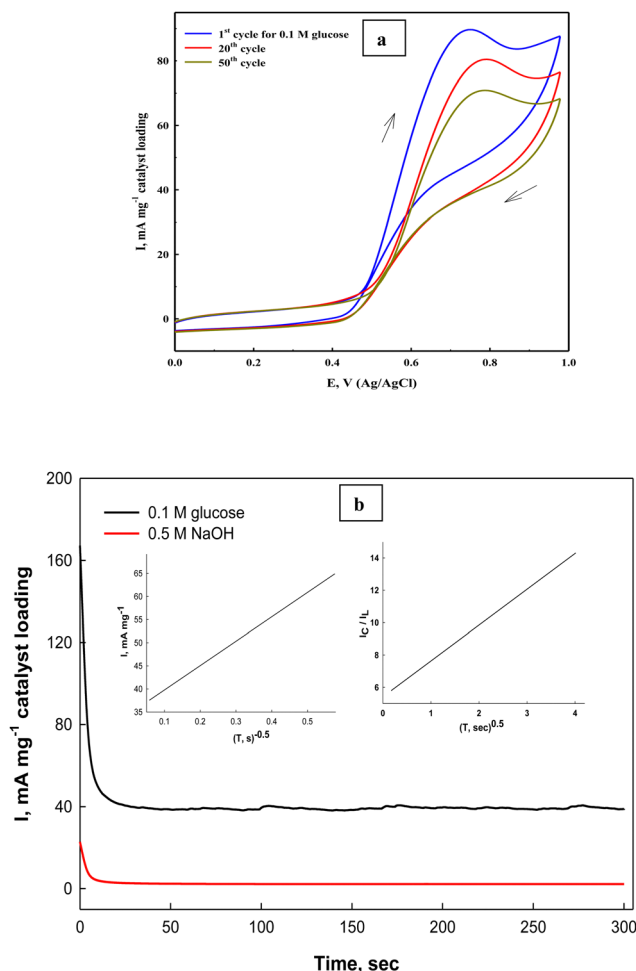 1st cycle for 0.1 M glucose
20th cycle
50th cycle
a
80
60
40
20
0
I, mA mg-1 catalyst loading
0.0 0.2 0.4 0.6 0.8 1.0
E, V (Ag/AgCl)
b
0.1 M glucose
0.5 M NaOH
200
160
120
80
40
0
I, mA mg-1 catalyst loading
65
60
55
50
45
40
35
I, mA mg-1
0.1 0.2 0.3 0.4 0.5
(T, s)-0.5
14
12
10
8
6
IC / IL
0 1 2 3 4
(T, sec)0.5
0 50 100 150 200 250 300
Time, sec